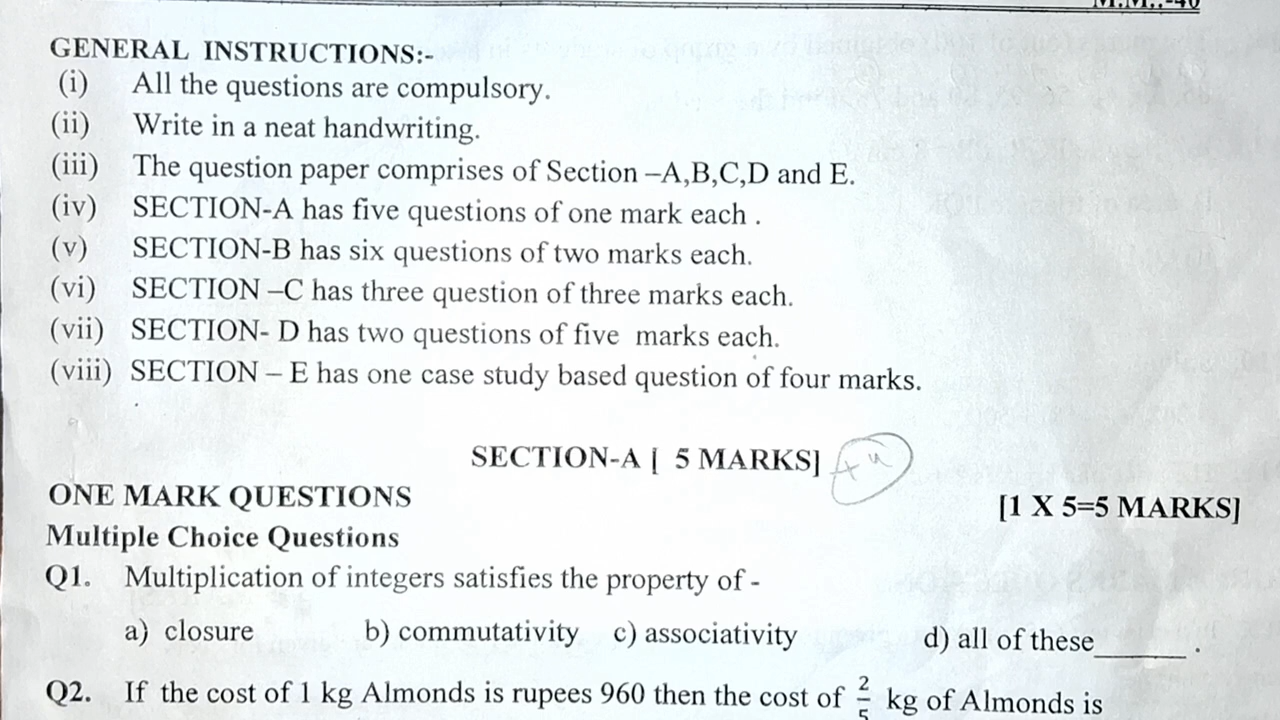 M.M.:-40
GENERAL INSTRUCTIONS:-
(i) All the questions are compulsory.
(ii) Write in a neat handwriting.
(iii) The question paper comprises of Section –A,B,C,D and E.
(iv) SECTION-A has five questions of one mark each .
(v) SECTION-B has six questions of two marks each.
(vi) SECTION –C has three question of three marks each.
(vii) SECTION- D has two questions of five marks each.
(viii) SECTION – E has one case study based question of four marks.
SECTION-A [ 5 MARKS]
ONE MARK QUESTIONS
[1 X 5=5 MARKS]
Multiple Choice Questions
Q1. Multiplication of integers satisfies the property of -
a) closure b) commutativity c) associativity d) all of these______ .
Q2. If the cost of 1 kg Almonds is rupees 960 then the cost of 2/5 kg of Almonds is